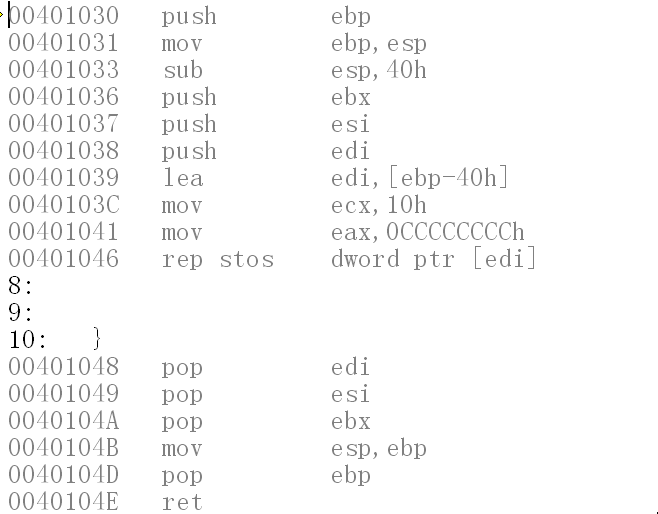 00401030 push ebp
00401031 mov ebp,esp
00401033 sub esp,40h
00401036 push ebx
00401037 push esi
00401038 push edi
00401039 lea edi,[ebp-40h]
0040103C mov ecx,10h
00401041 mov eax,0CCCCCCCCh
00401046 rep stos dword ptr [edi]
8:
9:
10: }
00401048 pop edi
00401049 pop esi
0040104A pop ebx
0040104B mov esp,ebp
0040104D pop ebp
0040104E ret